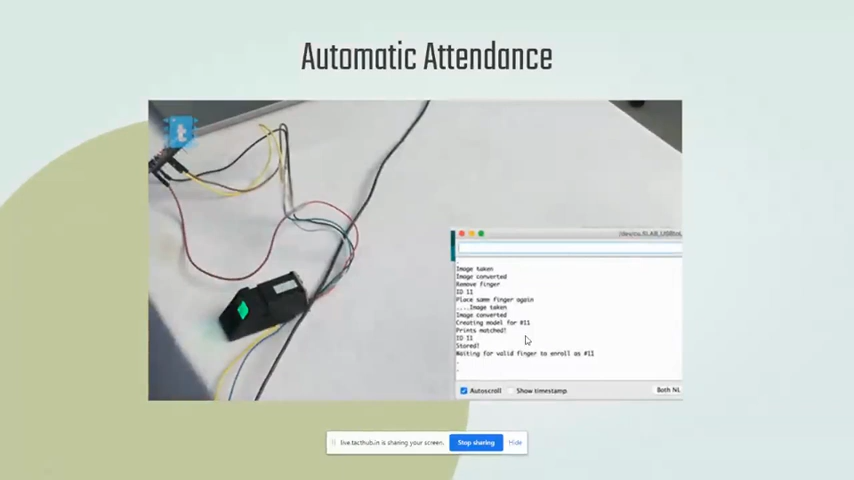 Automatic Attendance
t
Image taken
Image converted
Remove finger
ID 11
Place same finger again
....Image taken
Image converted
Creating model for #11
Prints matched!
ID 11
Stored!
Waiting for valid finger to enroll as #11
.
.
Autoscroll Show timestamp Both NL
live.tacthub.in is sharing your screen. Stop sharing Hide